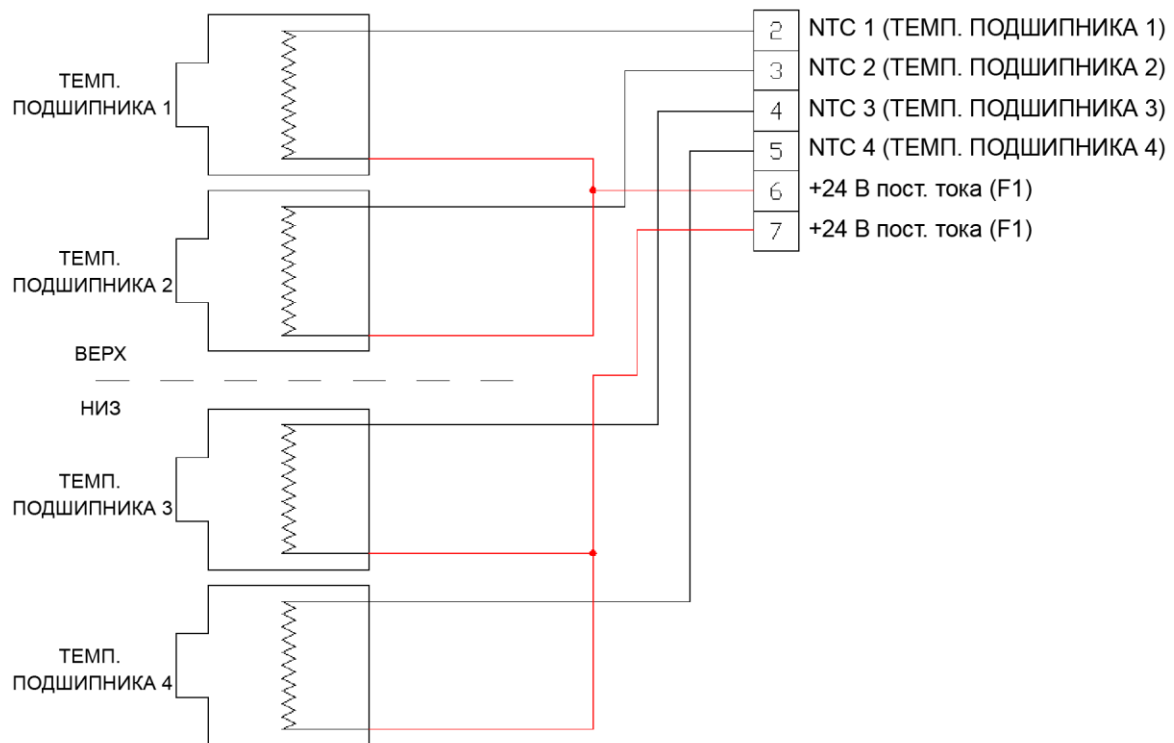 2 NTC 1 (ТЕМП. ПОДШИПНИКА 1)
3 NTC 2 (ТЕМП. ПОДШИПНИКА 2)
4 NTC 3 (ТЕМП. ПОДШИПНИКА 3)
5 NTC 4 (ТЕМП. ПОДШИПНИКА 4)
6 +24 В пост. тока (F1)
7 +24 В пост. тока (F1)
ТЕМП.
ПОДШИПНИКА 1
ТЕМП.
ПОДШИПНИКА 2
ВЕРХ
НИЗ
ТЕМП.
ПОДШИПНИКА 3
ТЕМП.
ПОДШИПНИКА 4